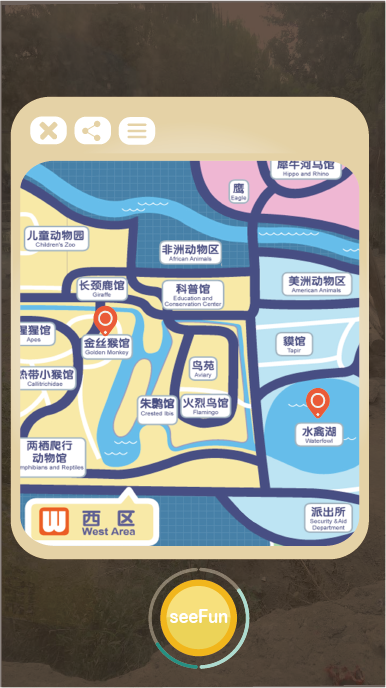 犀牛河马馆
Hippo and Rhino
鹰
Eagle
儿童动物园
Children's Zoo
非洲动物区
African Animals
美洲动物区
American Animals
长颈鹿馆
Giraffe
科普馆
Education and
Conservation Center
猩猩馆
Apes
金丝猴馆
Golden Monkey
貘馆
Tapir
鸟苑
Aviary
热带小猴馆
Callitrichidae
朱鹮馆
Crested Ibis
火烈鸟馆
Flamingo
水禽湖
Waterfowl
两栖爬行
动物馆
mphibians and Reptiles
派出所
Security &Aid
Department
W
西区
West Area
seeFun